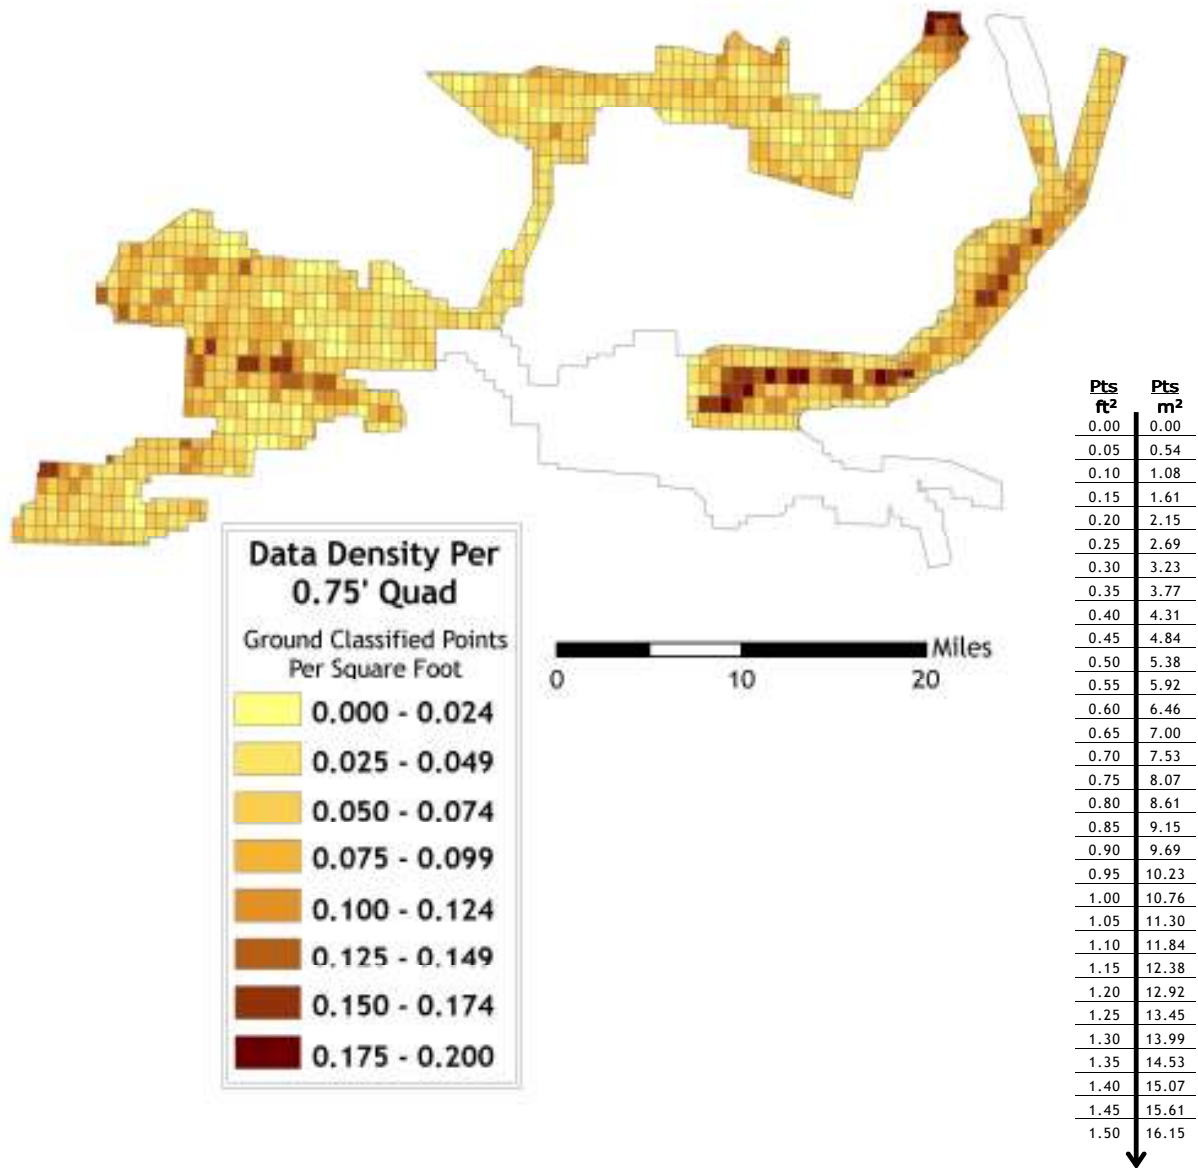 Data Density Per
0.75' Quad
Ground Classified Points
Per Square Foot
0.000 - 0.024
0.025 - 0.049
0.050 - 0.074
0.075 - 0.099
0.100 - 0.124
0.125 - 0.149
0.150 - 0.174
0.175 - 0.200
Miles
0 10 20
Pts Pts
ft² m²
0.00 0.00
0.05 0.54
0.10 1.08
0.15 1.61
0.20 2.15
0.25 2.69
0.30 3.23
0.35 3.77
0.40 4.31
0.45 4.84
0.50 5.38
0.55 5.92
0.60 6.46
0.65 7.00
0.70 7.53
0.75 8.07
0.80 8.61
0.85 9.15
0.90 9.69
0.95 10.23
1.00 10.76
1.05 11.30
1.10 11.84
1.15 12.38
1.20 12.92
1.25 13.45
1.30 13.99
1.35 14.53
1.40 15.07
1.45 15.61
1.50 16.15